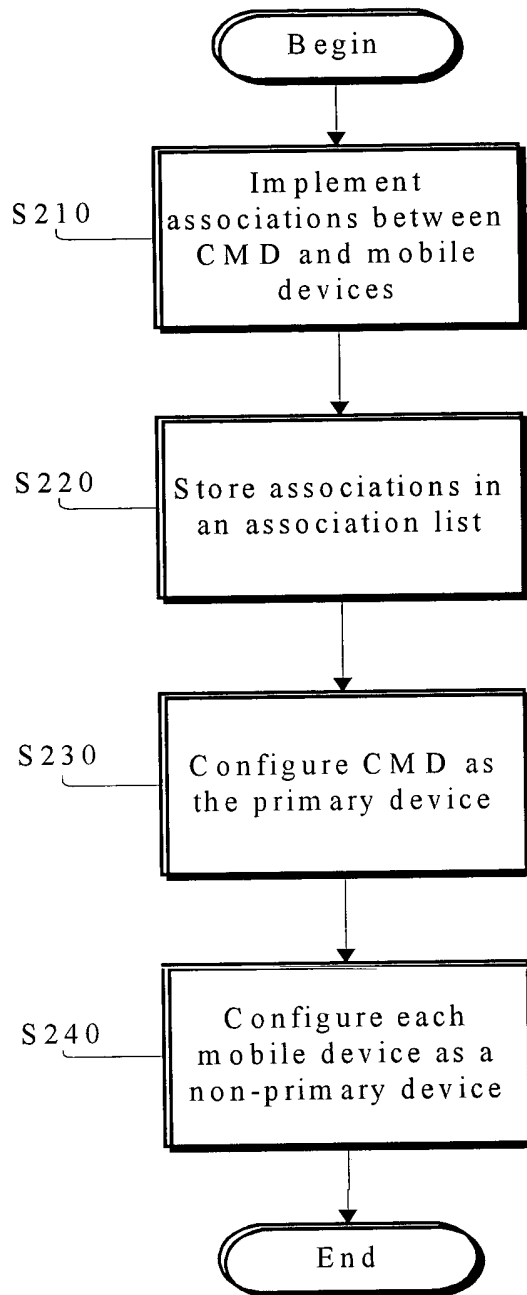 Begin
S210
Implement
associations between
CMD and mobile
devices
S220
Store associations in
an association list
S230
Configure CMD as
the primary device
S240
Configure each
mobile device as a
non-primary device
End